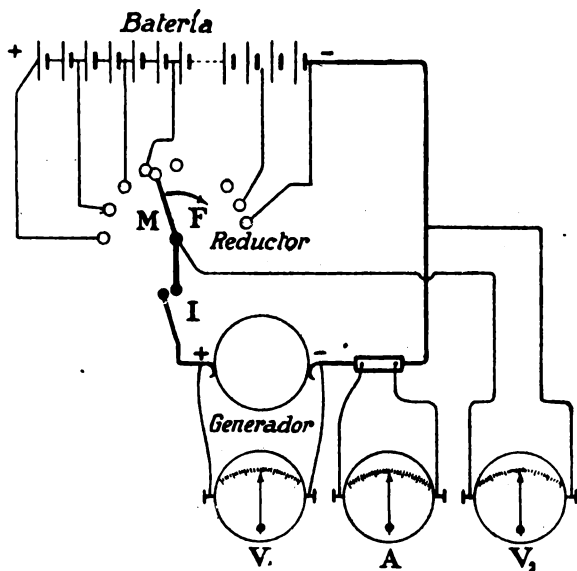 Batería
+ -
M F
Reductor
I
+ -
Generador
V. A V₂